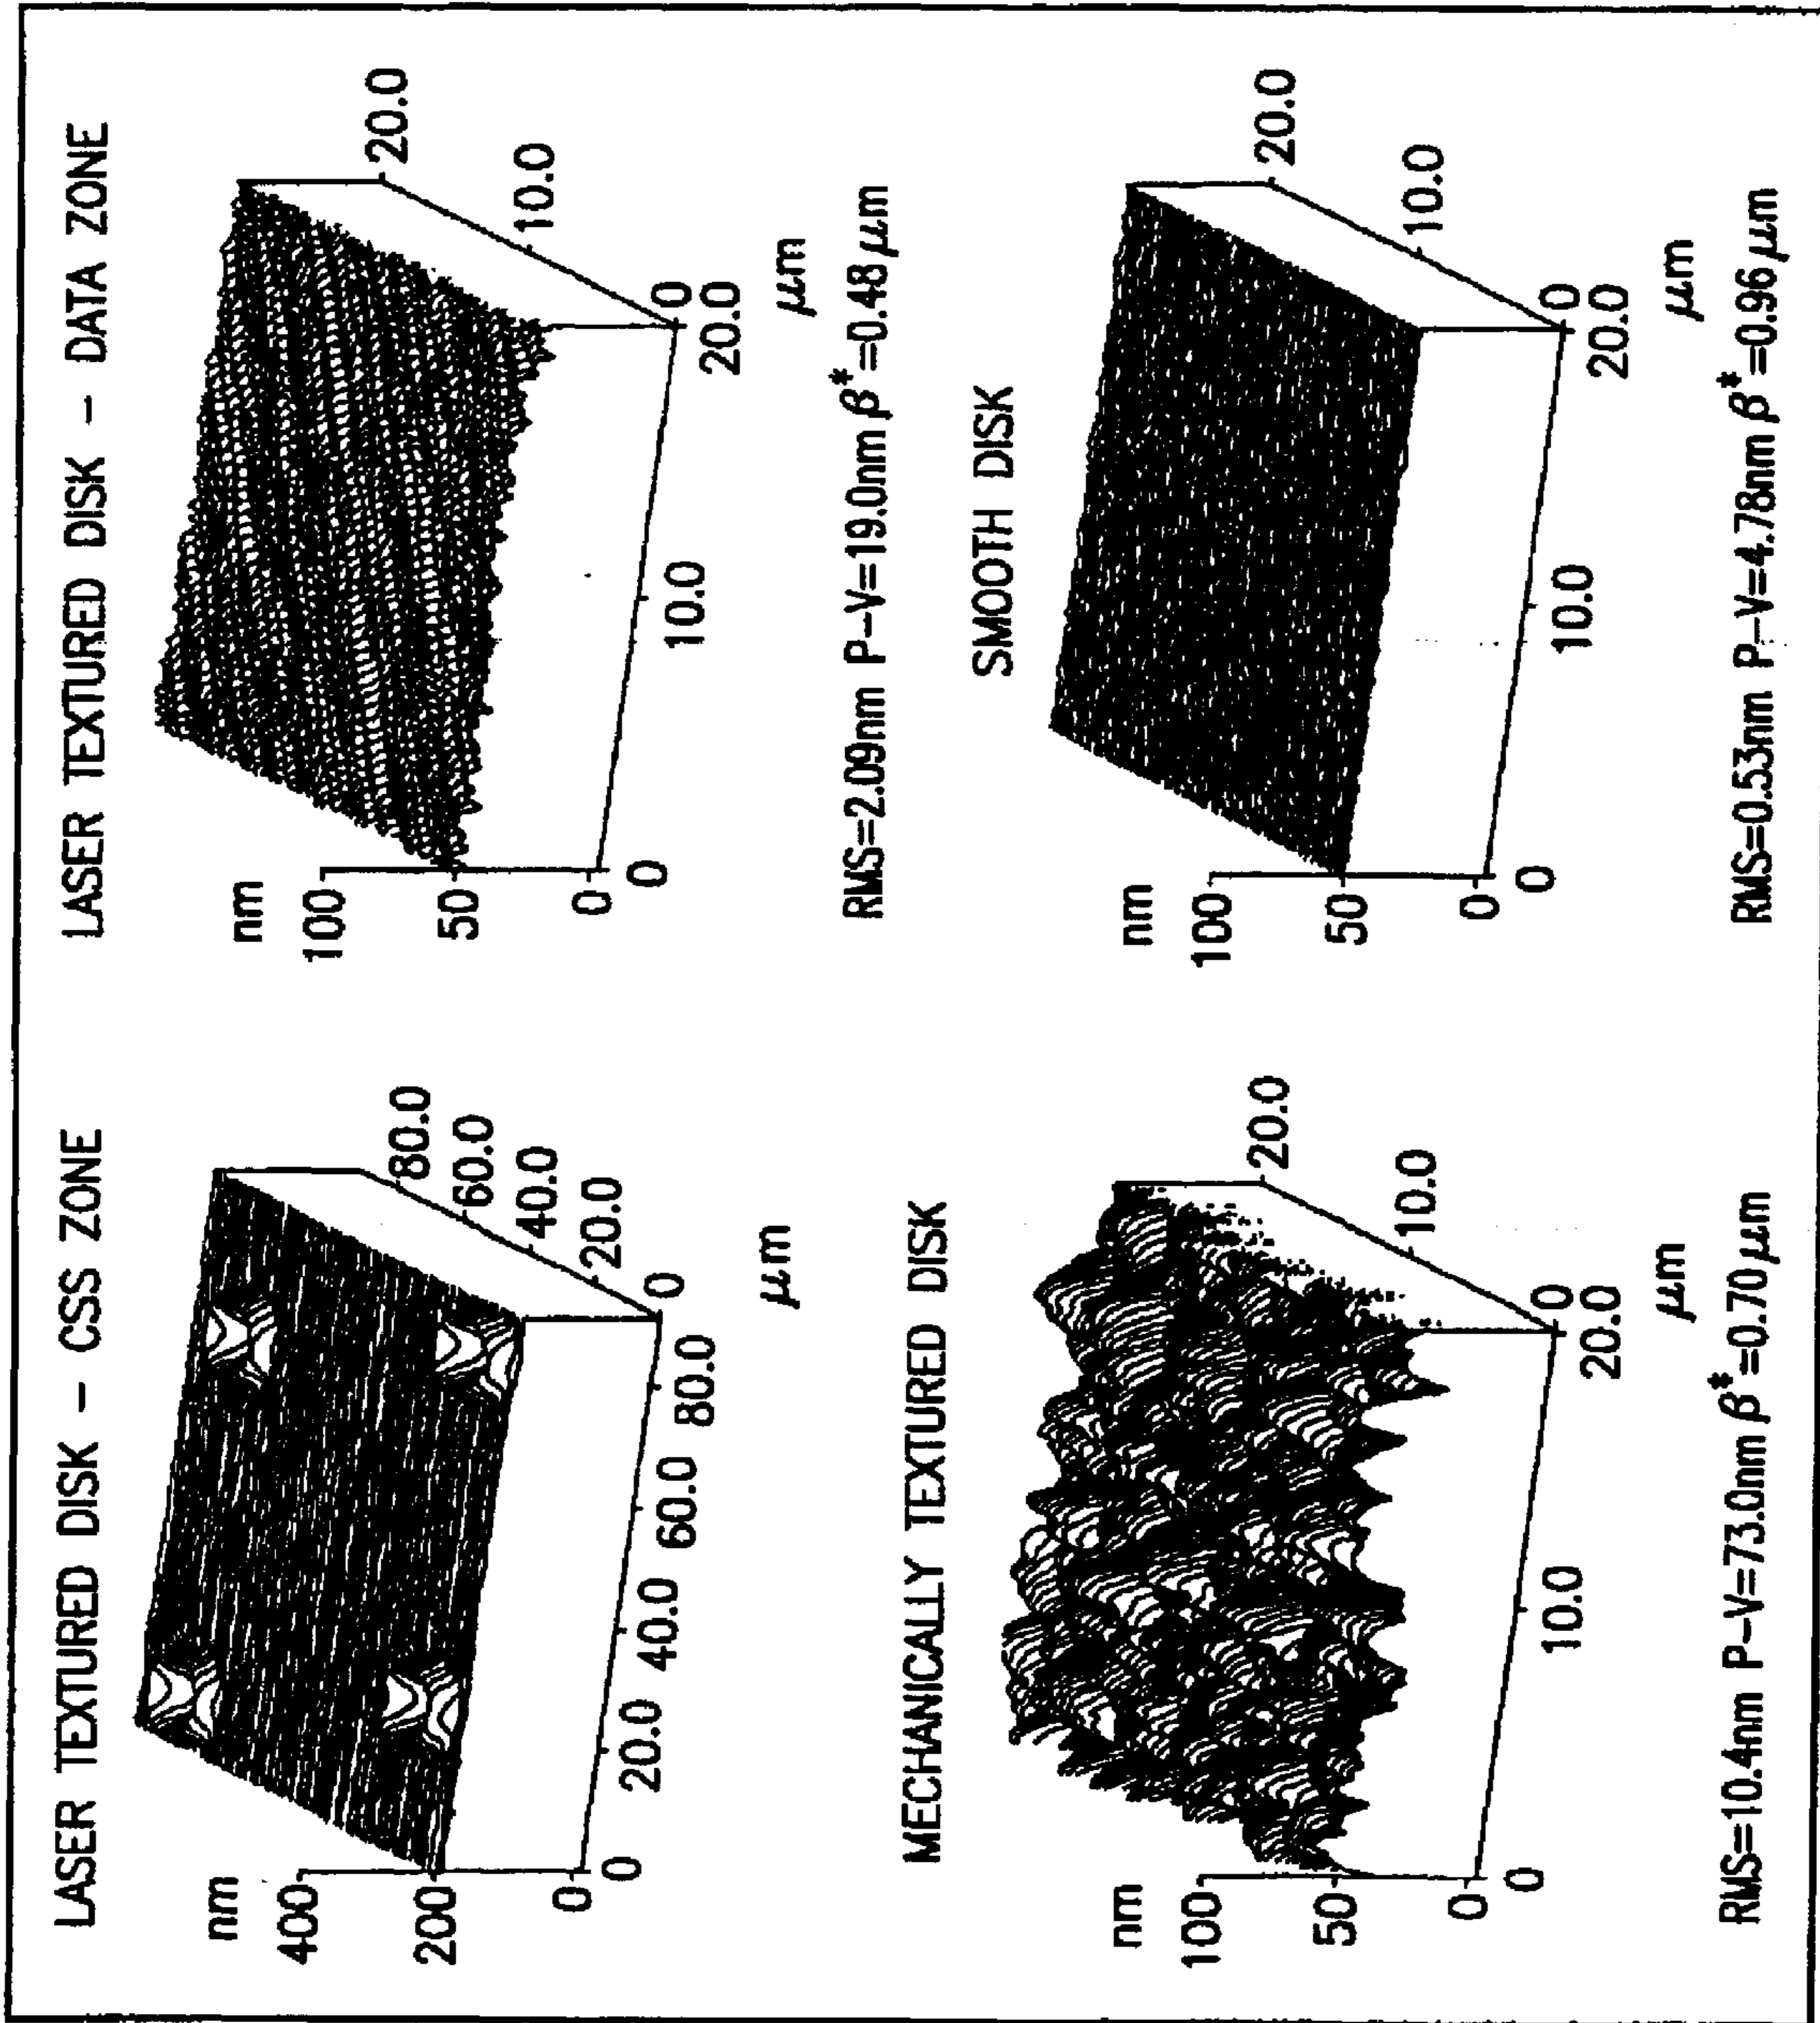 LASER TEXTURED DISK - CSS ZONE
nm
400
200
0
0
20.0
40.0
60.0
80.0
0
20.0
40.0
60.0
80.0
μm
LASER TEXTURED DISK - DATA ZONE
nm
100
50
0
0
10.0
20.0
0
10.0
20.0
μm
RMS=2.09nm P-V=19.0nm β*=0.48μm
MECHANICALLY TEXTURED DISK
nm
100
50
0
0
10.0
20.0
0
10.0
20.0
μm
RMS=10.4nm P-V=73.0nm β*=0.70μm
SMOOTH DISK
nm
100
50
0
0
10.0
20.0
0
10.0
20.0
μm
RMS=0.53nm P-V=4.78nm β*=0.96μm